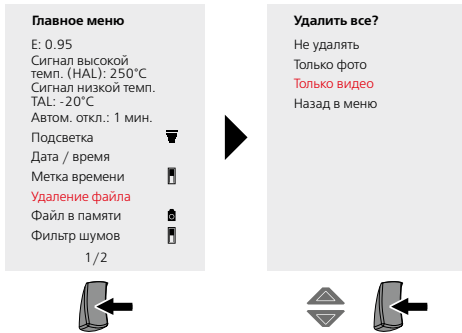 Главное меню
E: 0.95
Сигнал высокой
темп. (HAL): 250°C
Сигнал низкой темп.
TAL: -20°C
Автом. откл.: 1 мин.
Подсветка
Дата / время
Метка времени
Удаление файла
Файл в памяти
Фильтр шумов
1/2
Удалить все?
Не удалять
Только фото
Только видео
Назад в меню